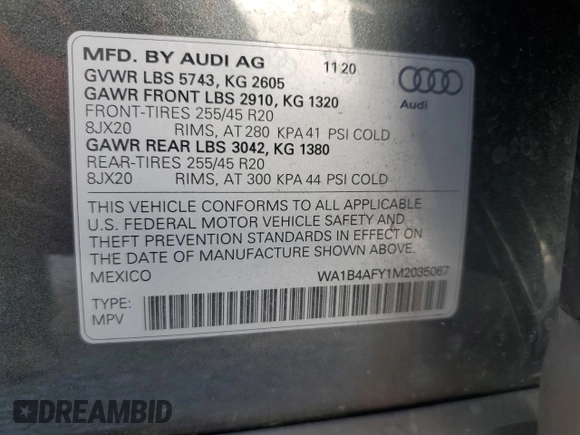 MFD. BY AUDI AG 11 20
GVWR LBS 5743, KG 2605
GAWR FRONT LBS 2910, KG 1320
FRONT-TIRES 255/45 R20
8JX20 RIMS, AT 280 KPA 41 PSI COLD
GAWR REAR LBS 3042, KG 1380
REAR-TIRES 255/45 R20
8JX20 RIMS, AT 300 KPA 44 PSI COLD
Audi
THIS VEHICLE CONFORMS TO ALL APPLICABLE
U.S. FEDERAL MOTOR VEHICLE SAFETY AND
THEFT PREVENTION STANDARDS IN EFFECT ON
THE DATE OF MANUFACTURE SHOWN ABOVE.
MEXICO WA1B4AFY1M2035067
TYPE:
MPV
DREAMBID